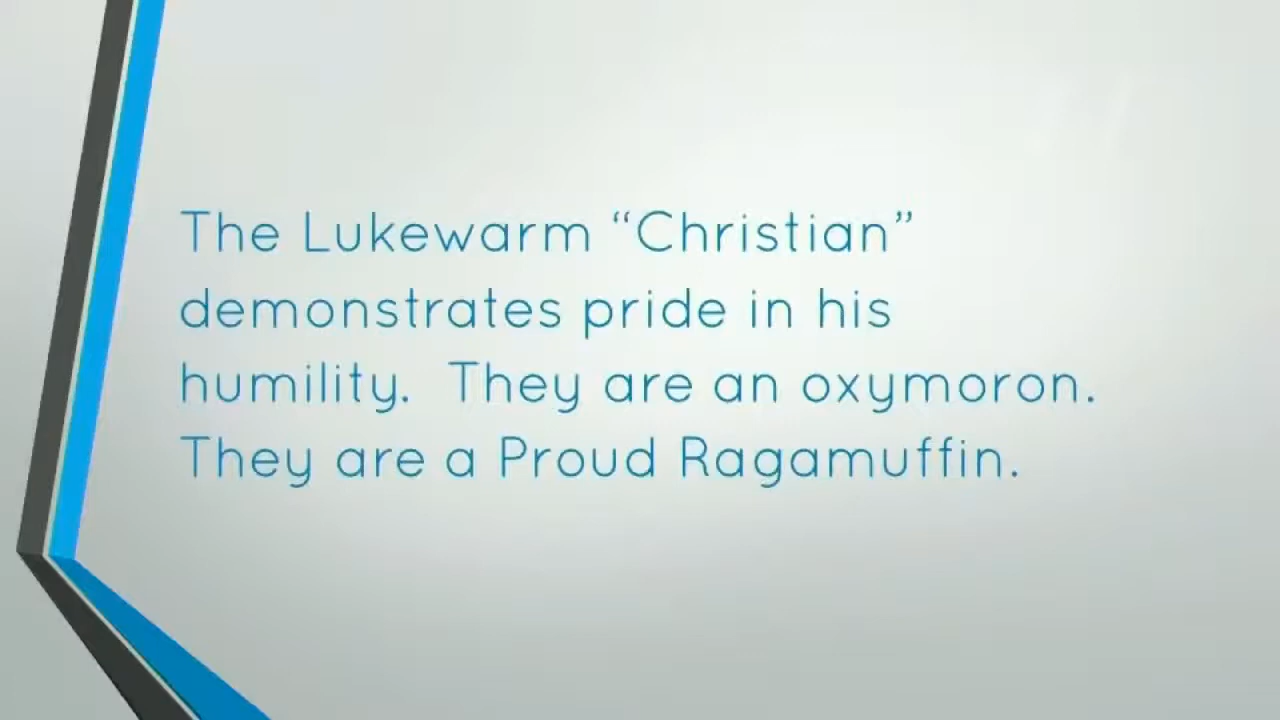 The Lukewarm “Christian”
demonstrates pride in his
humility.  They are an oxymoron.
They are a Proud Ragamuffin.